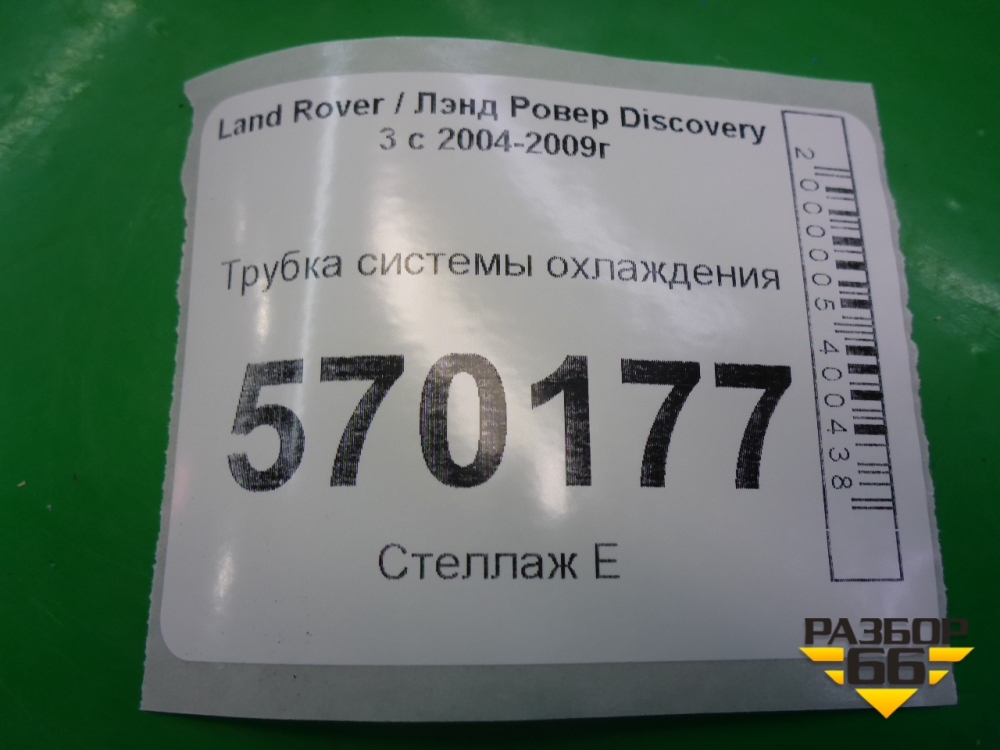 Land Rover / Лэнд Ровер Discovery
3 с 2004-2009г
Трубка системы охлаждения
570177
Стеллаж Е
2000005400438
РАЗБОР
66